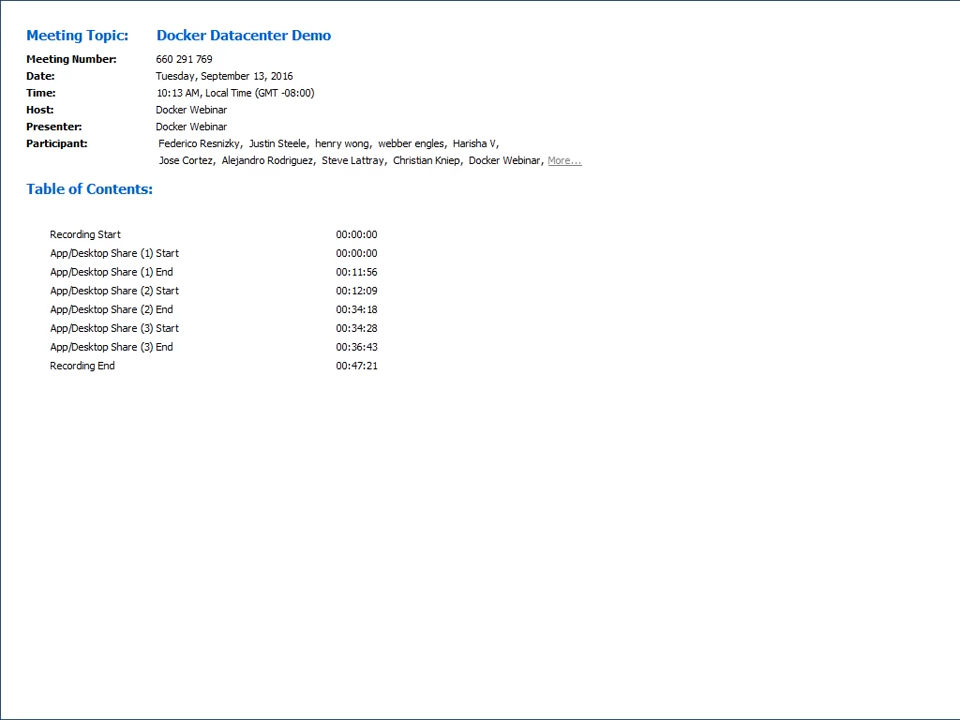 Meeting Topic: Docker Datacenter Demo
Meeting Number: 660 291 769
Date: Tuesday, September 13, 2016
Time: 10:13 AM, Local Time (GMT -08:00)
Host: Docker Webinar
Presenter: Docker Webinar
Participant: Federico Resnizky, Justin Steele, henry wong, webber engles, Harisha V,
Jose Cortez, Alejandro Rodriguez, Steve Lattray, Christian Kniep, Docker Webinar, More...
Table of Contents:
Recording Start 00:00:00
App/Desktop Share (1) Start 00:00:00
App/Desktop Share (1) End 00:11:56
App/Desktop Share (2) Start 00:12:09
App/Desktop Share (2) End 00:34:18
App/Desktop Share (3) Start 00:34:28
App/Desktop Share (3) End 00:36:43
Recording End 00:47:21